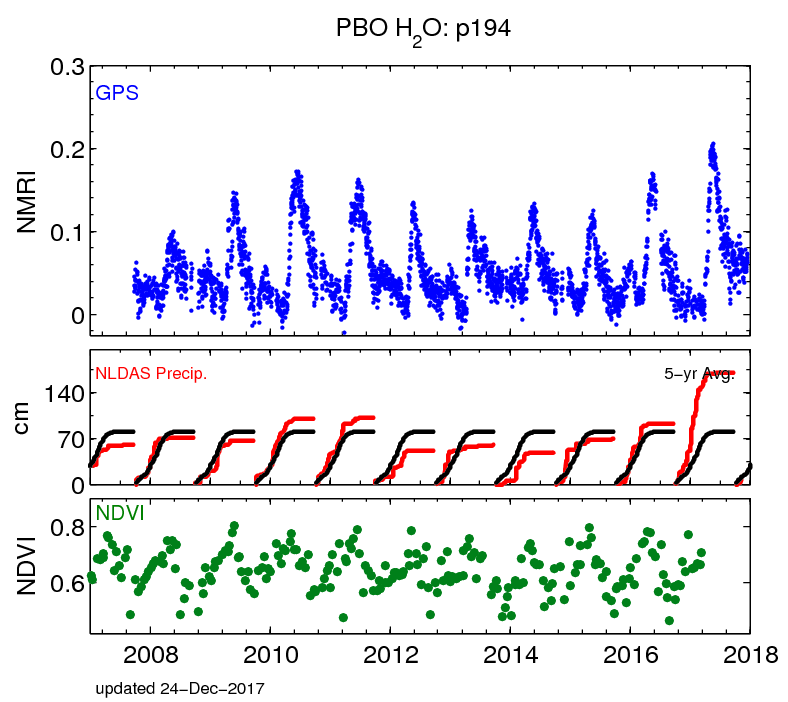 PBO H2O: p194
0.3
GPS
0.2
NMRI
0.1
0
NLDAS Precip.
5-yr Avg.
140
cm
70
0
NDVI
0.8
NDVI
0.6
2008 2010 2012 2014 2016 2018
updated 24-Dec-2017